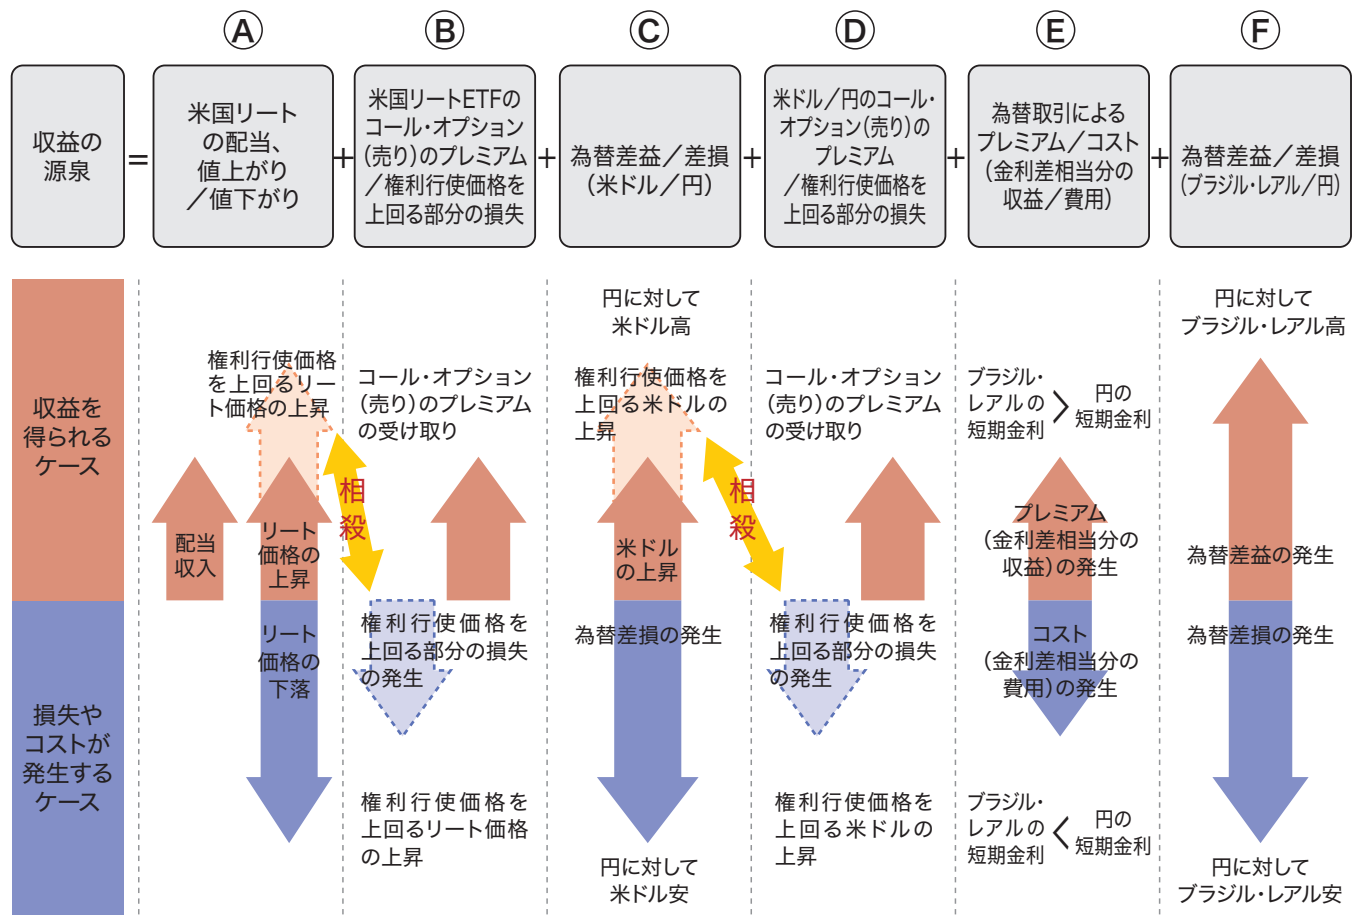 Ⓐ
Ⓑ
Ⓒ
Ⓓ
Ⓔ
Ⓕ
収益の
源泉
=
米国リート
の配当、
値上がり
／値下がり
+
米国リートETFの
コール・オプション
（売り）のプレミアム
／権利行使価格を
上回る部分の損失
+
為替差益／差損
（米ドル／円）
+
米ドル／円のコール・
オプション（売り）の
プレミアム
／権利行使価格を
上回る部分の損失
+
為替取引による
プレミアム／コスト
（金利差相当分の
収益／費用）
+
為替差益／差損
（ブラジル・レアル／円）
収益を
得られる
ケース
損失や
コストが
発生する
ケース
権利行使価格
を上回るリー
ト価格の上昇
配当
収入
リート
価格の
上昇
リート
価格の
下落
相
殺
コール・オプション
（売り）のプレミアム
の受け取り
権利行使価格を
上回る部分の損失
の発生
権利行使価格を
上回るリート価格
の上昇
円に対して
米ドル高
権利行使価格を
上回る米ドルの
上昇
米ドル
の上昇
為替差損の発生
円に対して
米ドル安
相
殺
コール・オプション
（売り）のプレミアム
の受け取り
権利行使価格を
上回る部分の損失
の発生
権利行使価格を
上回る米ドルの
上昇
ブラジル・
レアルの
短期金利
＞
円の
短期金利
プレミアム
（金利差相当分の
収益）の発生
コスト
（金利差相当分の
費用）の発生
ブラジル・
レアルの
短期金利
＜
円の
短期金利
円に対して
ブラジル・レアル高
為替差益の発生
為替差損の発生
円に対して
ブラジル・レアル安